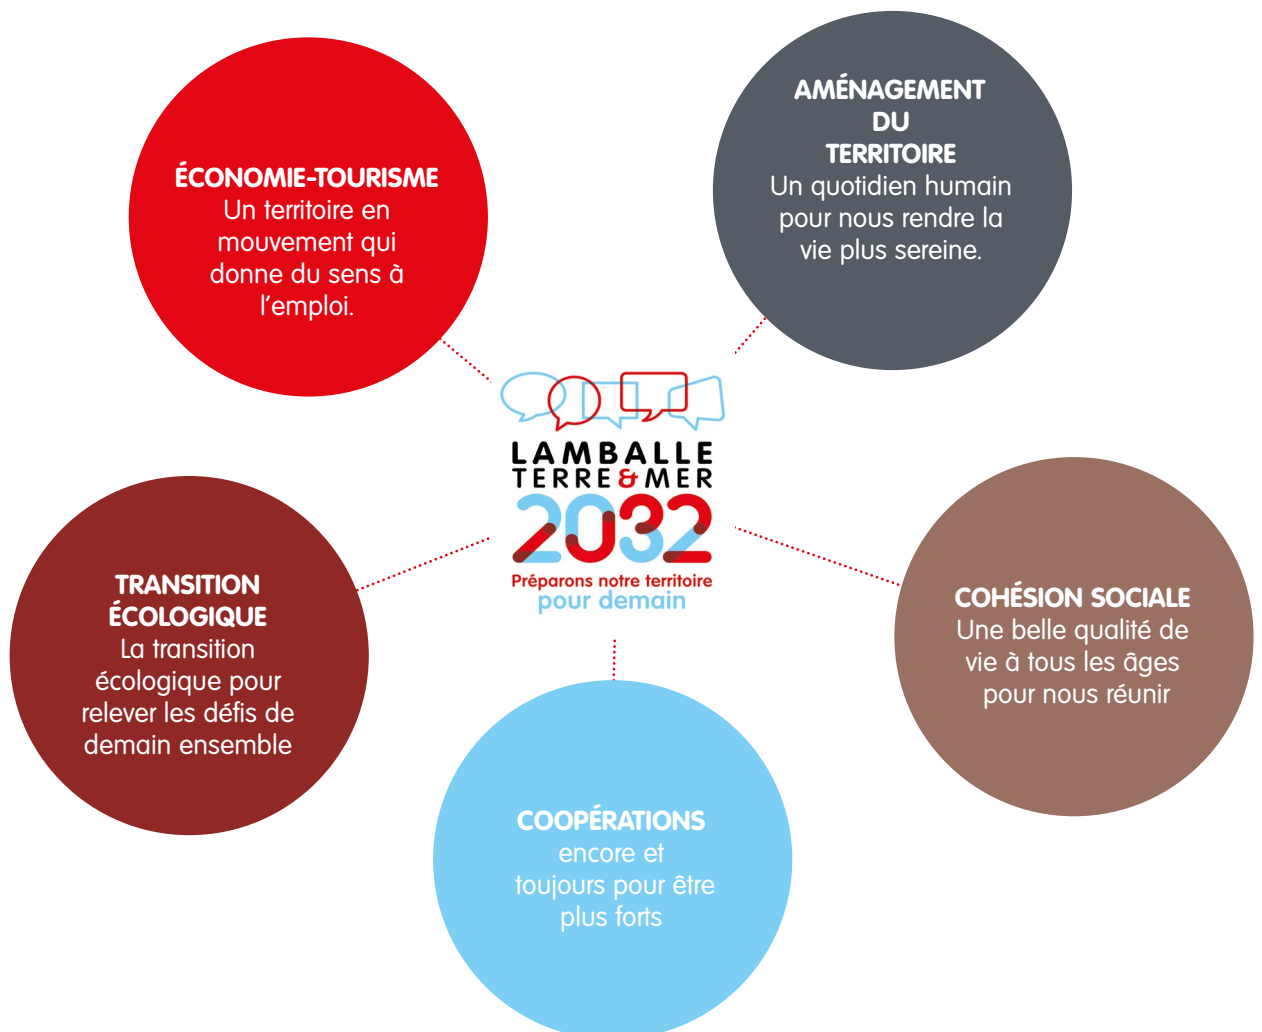 ÉCONOMIE-TOURISME
Un territoire en
mouvement qui
donne du sens à
l’emploi.
AMÉNAGEMENT
DU
TERRITOIRE
Un quotidien humain
pour nous rendre la
vie plus sereine.
LAMBALLE
TERRE & MER
2032
Préparons notre territoire
pour demain
TRANSITION
ÉCOLOGIQUE
La transition
écologique pour
relever les défis de
demain ensemble
COHÉSION SOCIALE
Une belle qualité de
vie à tous les âges
pour nous réunir
COOPÉRATIONS
encore et
toujours pour être
plus forts